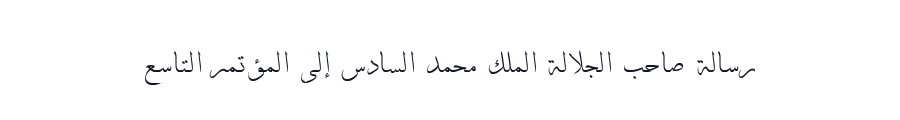 رسالة صاحب الجلالة الملك محمد السادس إلى المؤتمر التاسع